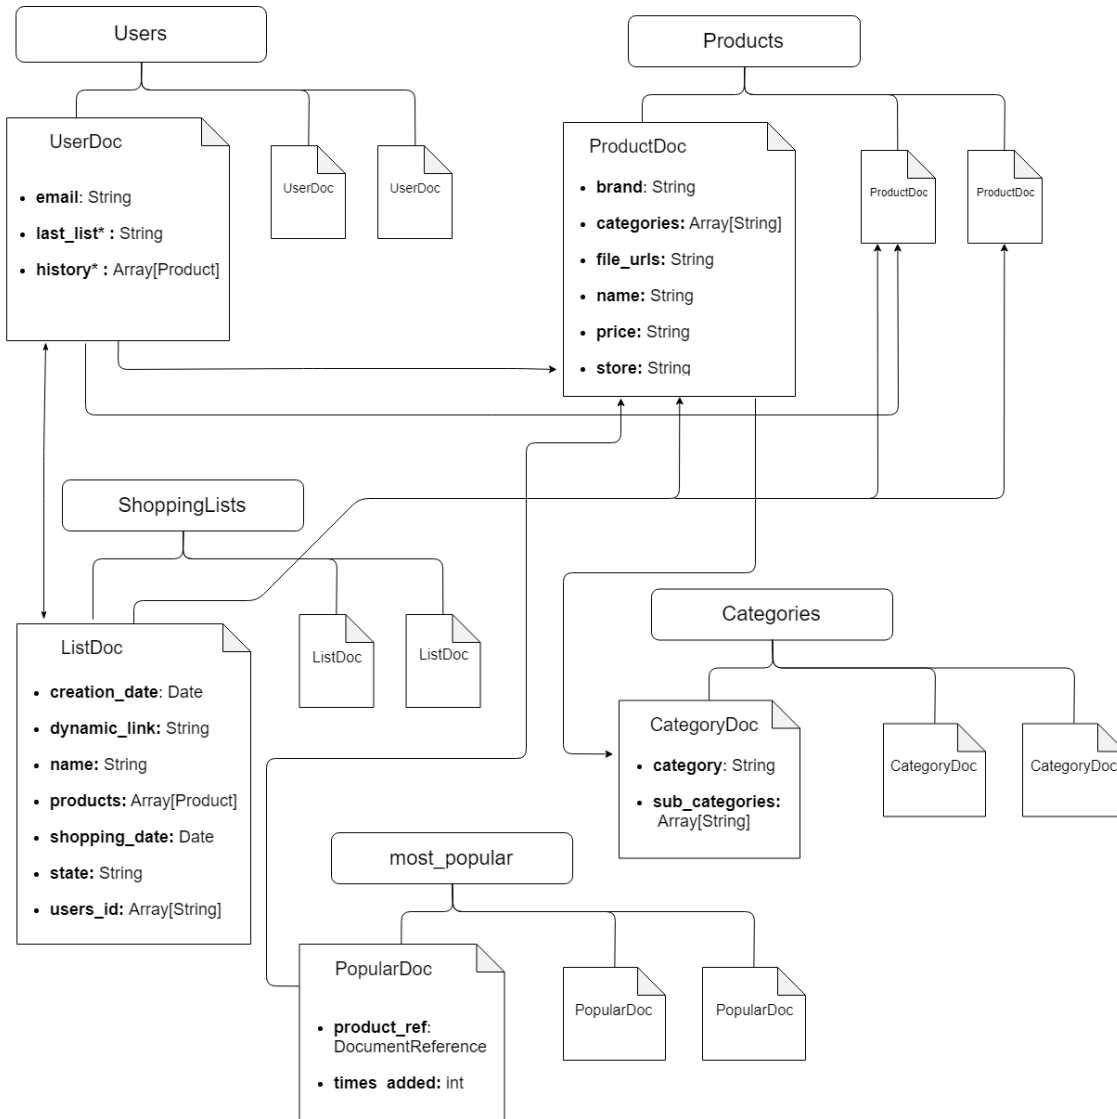 Users
Products
UserDoc
email: String
last_list* : String
history* : Array[Product]
UserDoc
UserDoc
ProductDoc
brand: String
categories: Array[String]
file_urls: String
name: String
price: String
store: String
ProductDoc
ProductDoc
ShoppingLists
ListDoc
creation_date: Date
dynamic_link: String
name: String
products: Array[Product]
shopping_date: Date
state: String
users_id: Array[String]
ListDoc
ListDoc
Categories
CategoryDoc
category: String
sub_categories:
Array[String]
CategoryDoc
CategoryDoc
most_popular
PopularDoc
product_ref:
DocumentReference
times_added: int
PopularDoc
PopularDoc